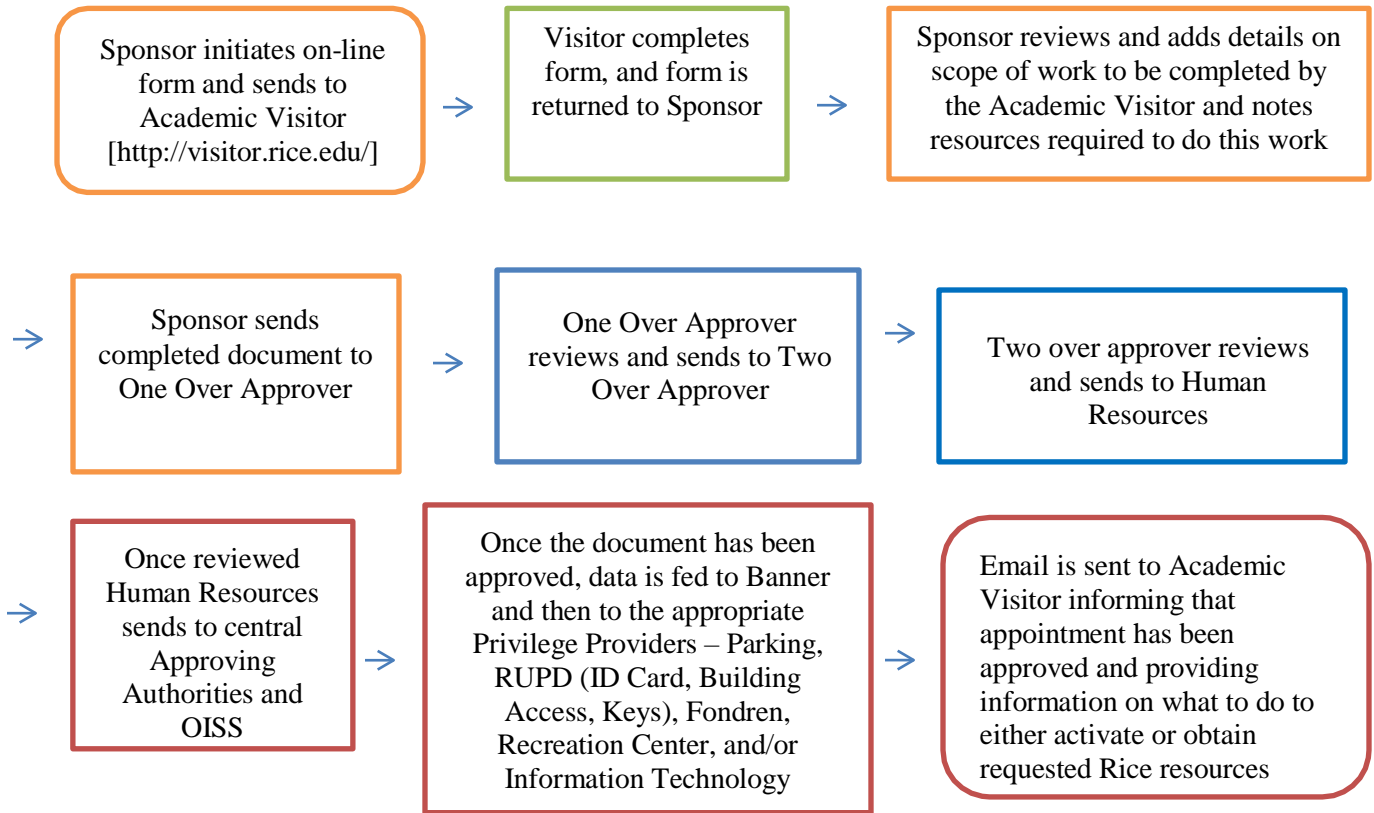 Sponsor initiates on-line
form and sends to
Academic Visitor
[http://visitor.rice.edu/]
Visitor completes
form, and form is
returned to Sponsor
Sponsor reviews and adds details on
scope of work to be completed by
the Academic Visitor and notes
resources required to do this work
Sponsor sends
completed document to
One Over Approver
One Over Approver
reviews and sends to Two
Over Approver
Two over approver reviews
and sends to Human
Resources
Once reviewed
Human Resources
sends to central
Approving
Authorities and
OISS
Once the document has been
approved, data is fed to Banner
and then to the appropriate
Privilege Providers – Parking,
RUPD (ID Card, Building
Access, Keys), Fondren,
Recreation Center, and/or
Information Technology
Email is sent to Academic
Visitor informing that
appointment has been
approved and providing
information on what to do to
either activate or obtain
requested Rice resources